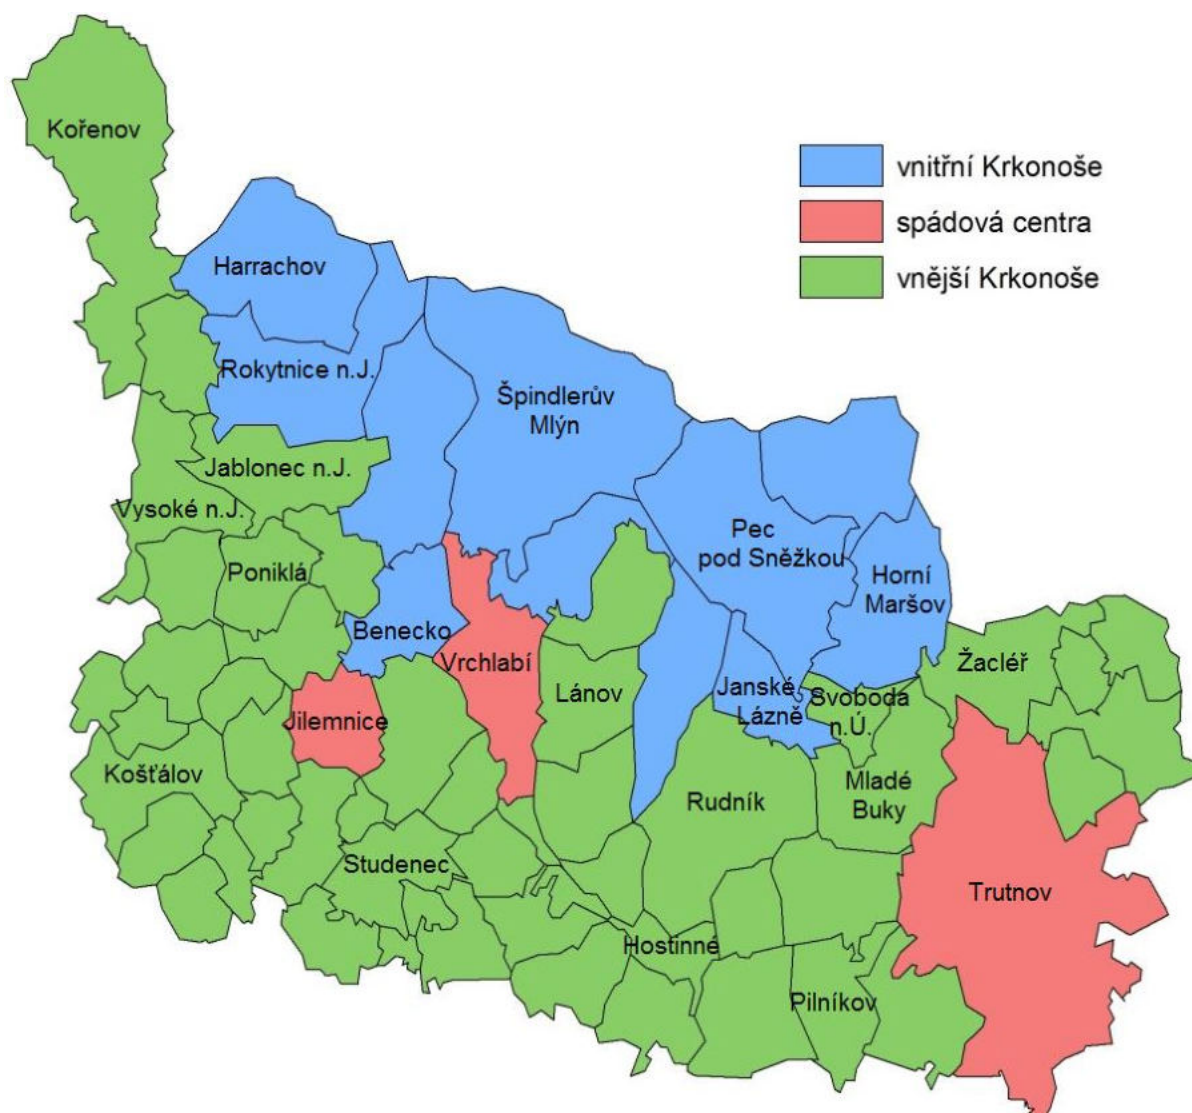 Kořenov
vnitřní Krkonoše
spádová centra
vnější Krkonoše
Harrachov
Rokytnice n.J.
Špindlerův
Mlýn
Jablonec n.J.
Vysoké n.J.
Pec
pod Sněžkou
Poniklá
Horní
Maršov
Benecko
Vrchlabí
Žacléř
Lánov
Janské
Lázně
Svoboda
n.Ú.
Jilemnice
Košťálov
Rudník
Mladé
Buky
Studenec
Trutnov
Hostinné
Pilníkov